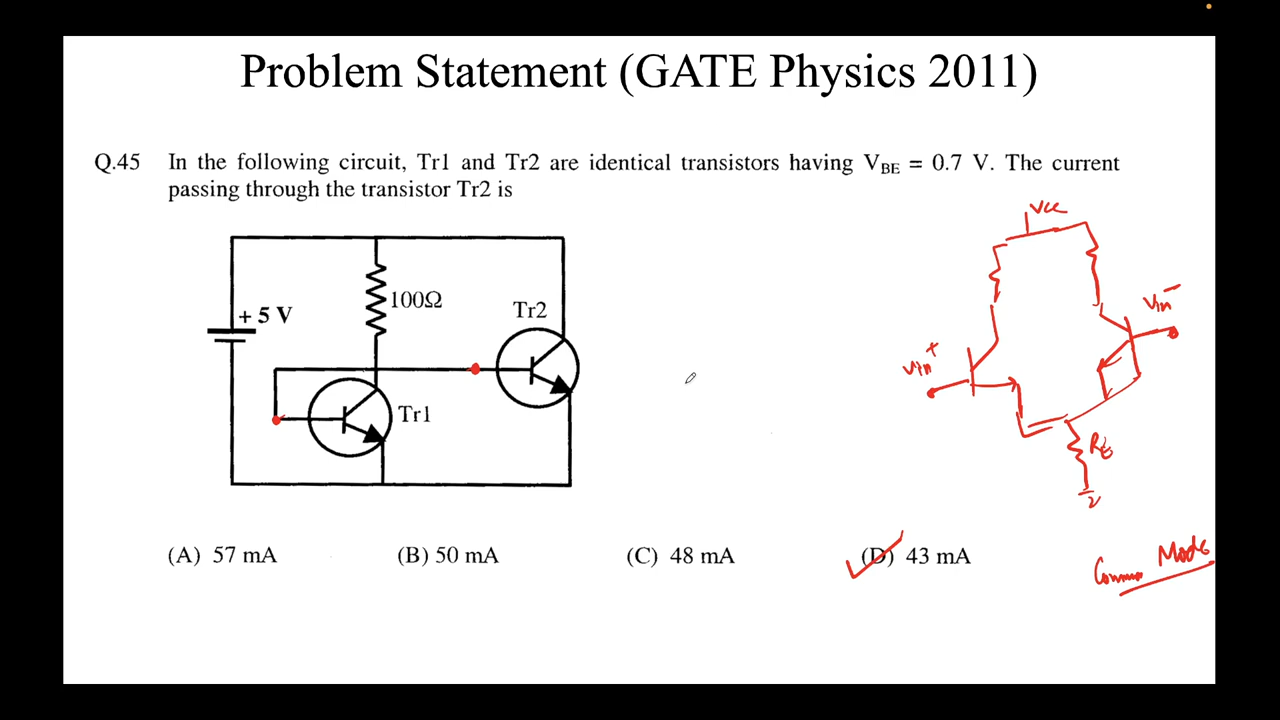 Problem Statement (GATE Physics 2011)
Q.45 In the following circuit, Tr1 and Tr2 are identical transistors having V_BE = 0.7 V. The current
passing through the transistor Tr2 is
Vcc
+ 5 V
100Ω
Tr2
Vin⁻
Vin⁺
Tr1
R_E
(A) 57 mA
(B) 50 mA
(C) 48 mA
(D) 43 mA
Common Mode